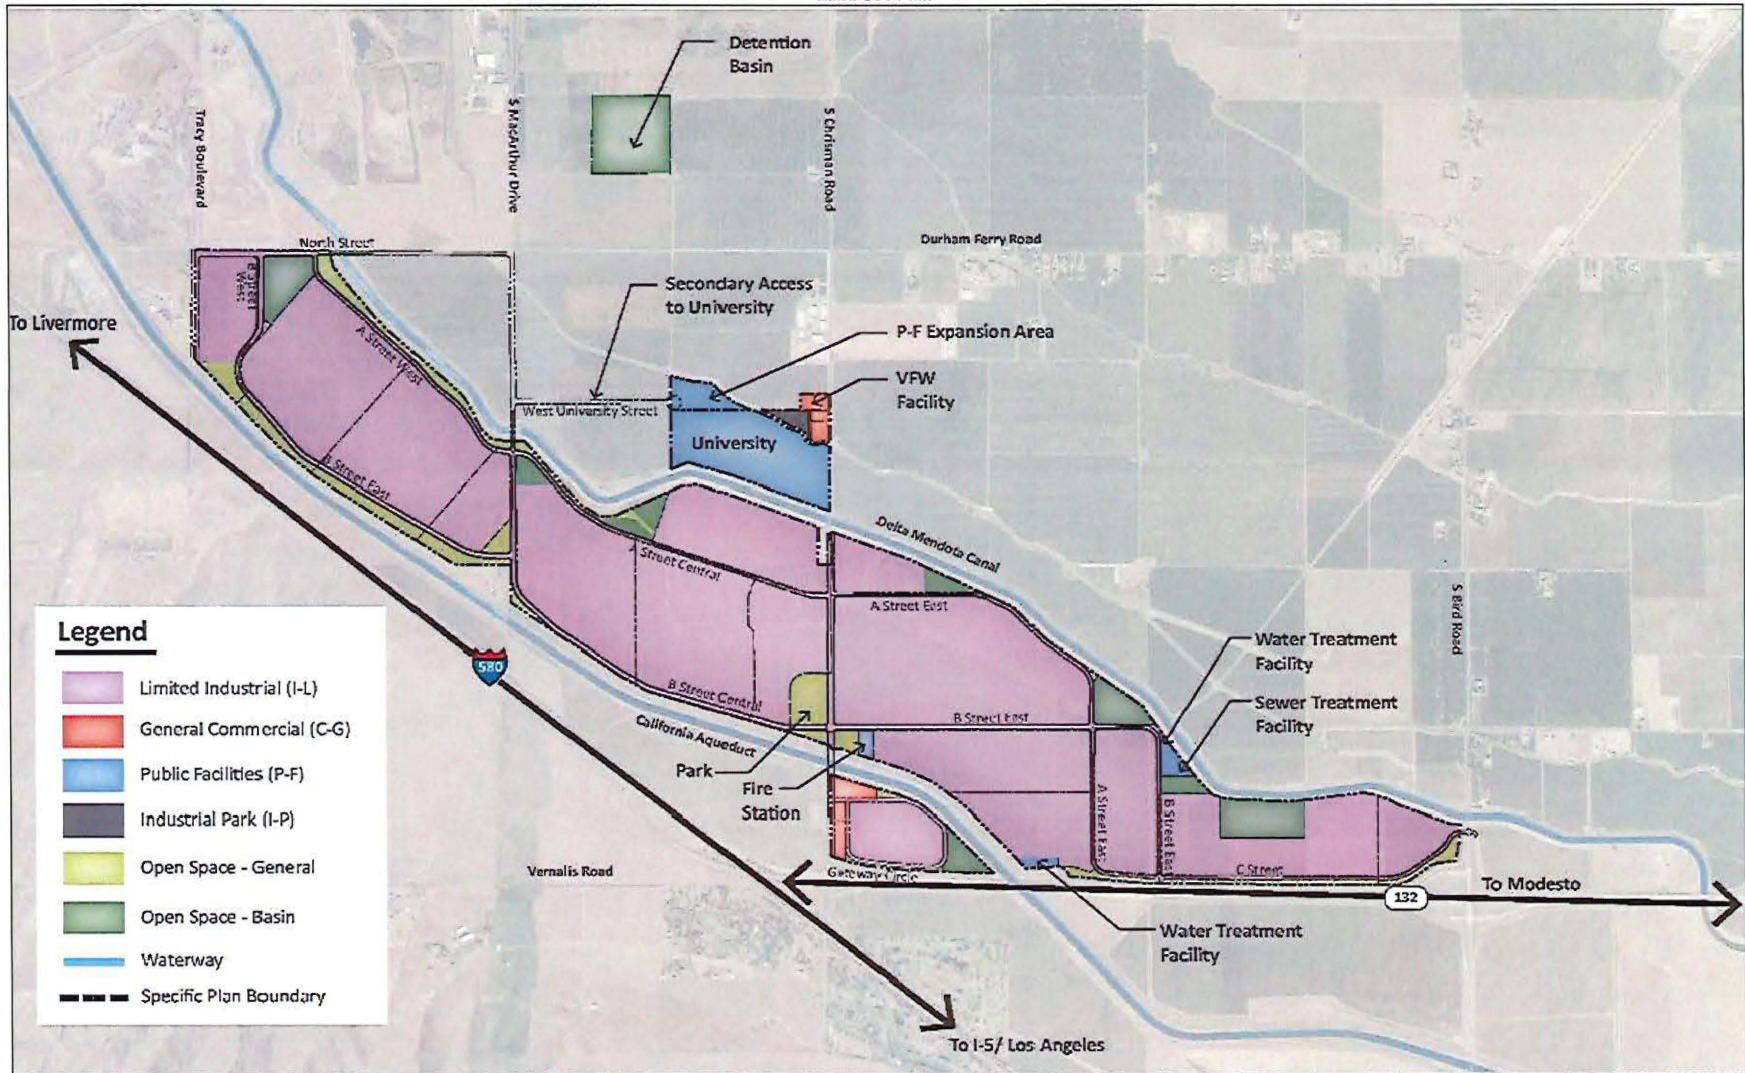 Detention
Basin
Tracy Boulevard
S MacArthur Drive
S Chrisman Road
North Street
Durham Ferry Road
B Street
West
Secondary Access
to University
To Livermore
P-F Expansion Area
A Street West
VFW
Facility
West University Street
University
B Street East
Delta Mendota Canal
A Street Central
A Street East
S Bird Road
Legend
Limited Industrial (I-L)
General Commercial (C-G)
Public Facilities (P-F)
Industrial Park (I-P)
Open Space - General
Open Space - Basin
Waterway
Specific Plan Boundary
580
Water Treatment
Facility
Sewer Treatment
Facility
B Street Central
B Street East
California Aqueduct
Park
Fire
Station
A Street East
B Street East
Vernalis Road
Gateway Circle
C Street
To Modesto
132
Water Treatment
Facility
To I-5/ Los Angeles